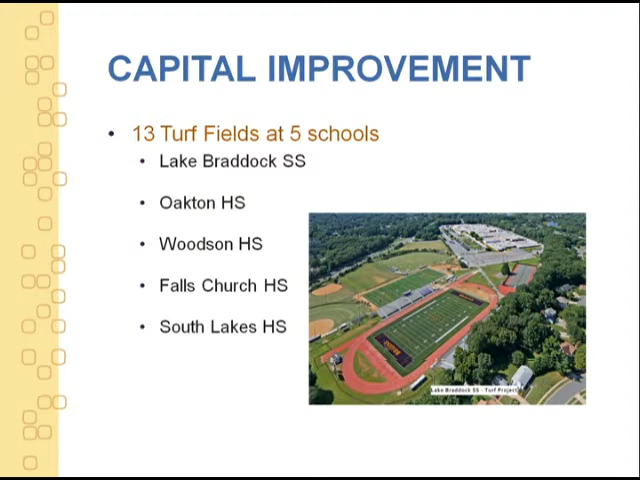 CAPITAL IMPROVEMENT
• 13 Turf Fields at 5 schools
• Lake Braddock SS
• Oakton HS
• Woodson HS
• Falls Church HS
• South Lakes HS
Lake Braddock SS - Turf Project